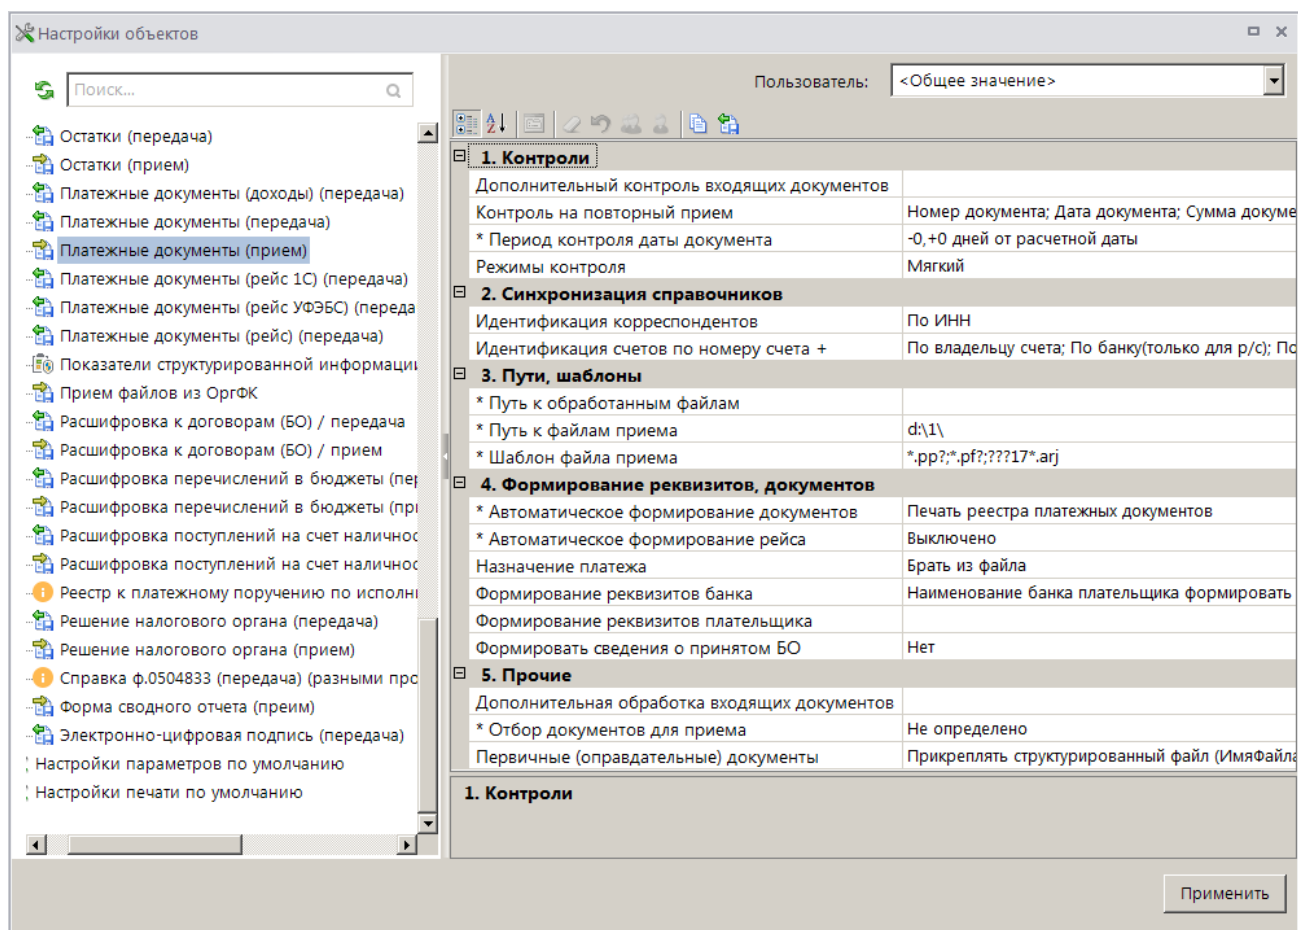 Настройки объектов
Поиск...
Остатки (передача)
Остатки (прием)
Платежные документы (доходы) (передача)
Платежные документы (передача)
Платежные документы (прием)
Платежные документы (рейс 1С) (передача)
Платежные документы (рейс УФЭБС) (переда
Платежные документы (рейс) (передача)
Показатели структурированной информаци
Прием файлов из ОргФК
Расшифровка к договорам (БО) / передача
Расшифровка к договорам (БО) / прием
Расшифровка перечислений в бюджеты (пер
Расшифровка перечислений в бюджеты (при
Расшифровка поступлений на счет наличнос
Расшифровка поступлений на счет наличнос
Реестр к платежному поручению по исполн
Решение налогового органа (передача)
Решение налогового органа (прием)
Справка ф.0504833 (передача) (разными про
Форма сводного отчета (преим)
Электронно-цифровая подпись (передача)
Настройки параметров по умолчанию
Настройки печати по умолчанию
Пользователь: <Общее значение>
1. Контроли
Дополнительный контроль входящих документов
Контроль на повторный прием Номер документа; Дата документа; Сумма докуме
* Период контроля даты документа -0,+0 дней от расчетной даты
Режимы контроля Мягкий
2. Синхронизация справочников
Идентификация корреспондентов По ИНН
Идентификация счетов по номеру счета + По владельцу счета; По банку(только для р/с); По
3. Пути, шаблоны
* Путь к обработанным файлам
* Путь к файлам приема d:\1\
* Шаблон файла приема *.pp?;*.pf?;???17*.arj
4. Формирование реквизитов, документов
* Автоматическое формирование документов Печать реестра платежных документов
* Автоматическое формирование рейса Выключено
Назначение платежа Брать из файла
Формирование реквизитов банка Наименование банка плательщика формировать
Формирование реквизитов плательщика
Формировать сведения о принятом БО Нет
5. Прочие
Дополнительная обработка входящих документов
* Отбор документов для приема Не определено
Первичные (оправдательные) документы Прикреплять структурированный файл (ИмяФайла
1. Контроли
Применить